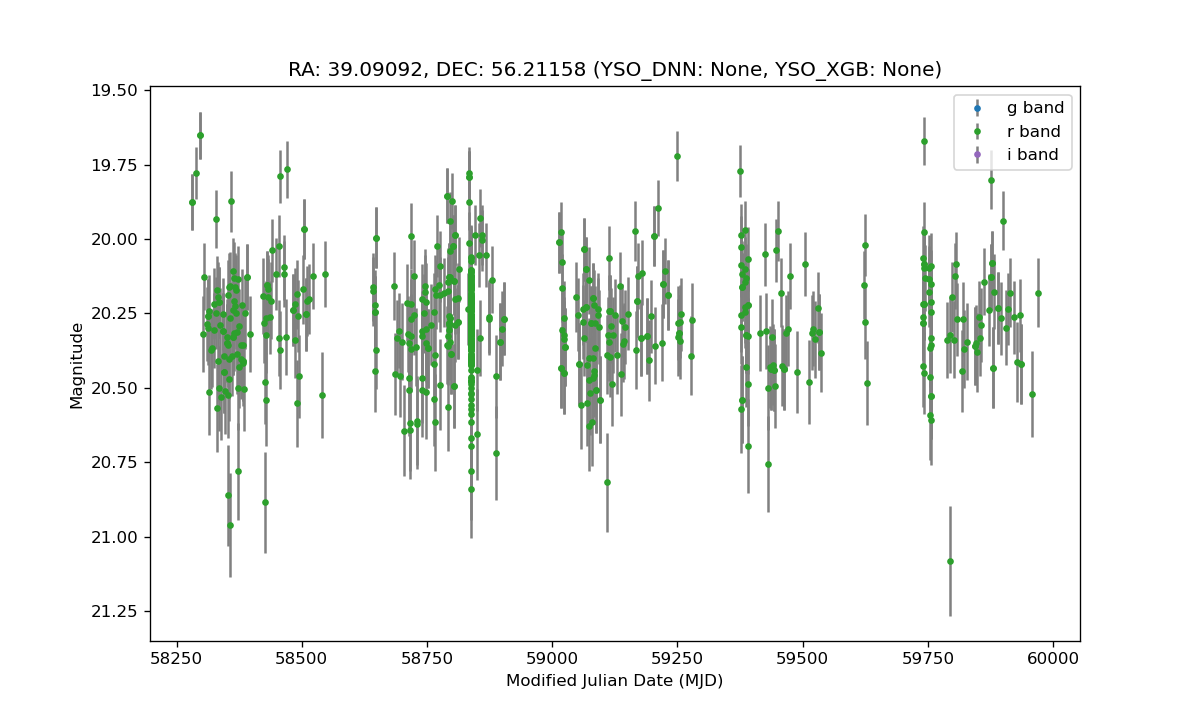 RA: 39.09092, DEC: 56.21158 (YSO_DNN: None, YSO_XGB: None)
19.50
19.75
20.00
20.25
20.50
20.75
21.00
21.25
Magnitude
g band
r band
i band
58250
58500
58750
59000
59250
59500
59750
60000
Modified Julian Date (MJD)